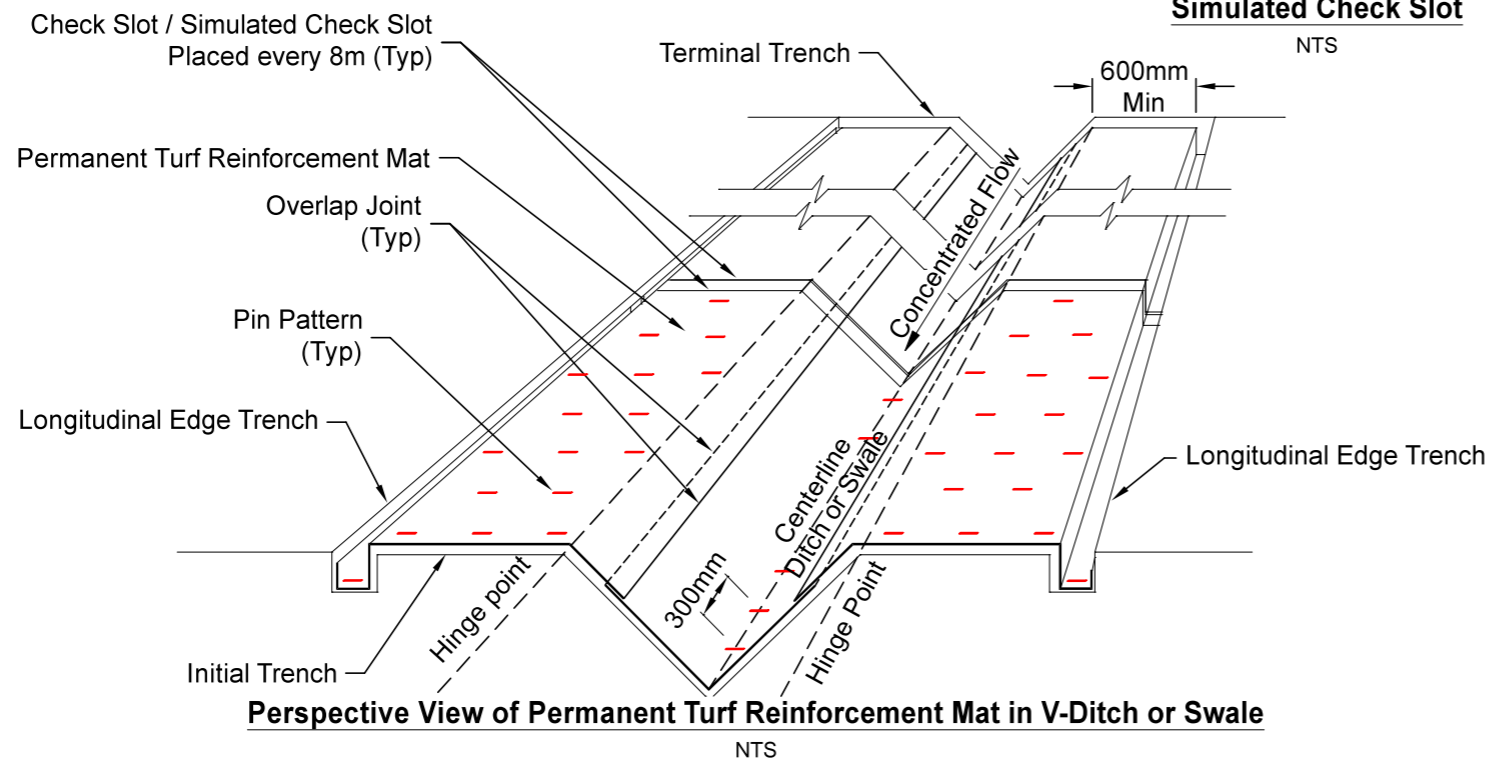 Simulated Check Slot
NTS
Check Slot / Simulated Check Slot
Placed every 8m (Typ)
Terminal Trench
600mm
Min
Permanent Turf Reinforcement Mat
Overlap Joint
(Typ)
Concentrated Flow
Pin Pattern
(Typ)
Longitudinal Edge Trench
Centerline
Ditch or Swale
Longitudinal Edge Trench
300mm
Hinge point
Hinge Point
Initial Trench
Perspective View of Permanent Turf Reinforcement Mat in V-Ditch or Swale
NTS